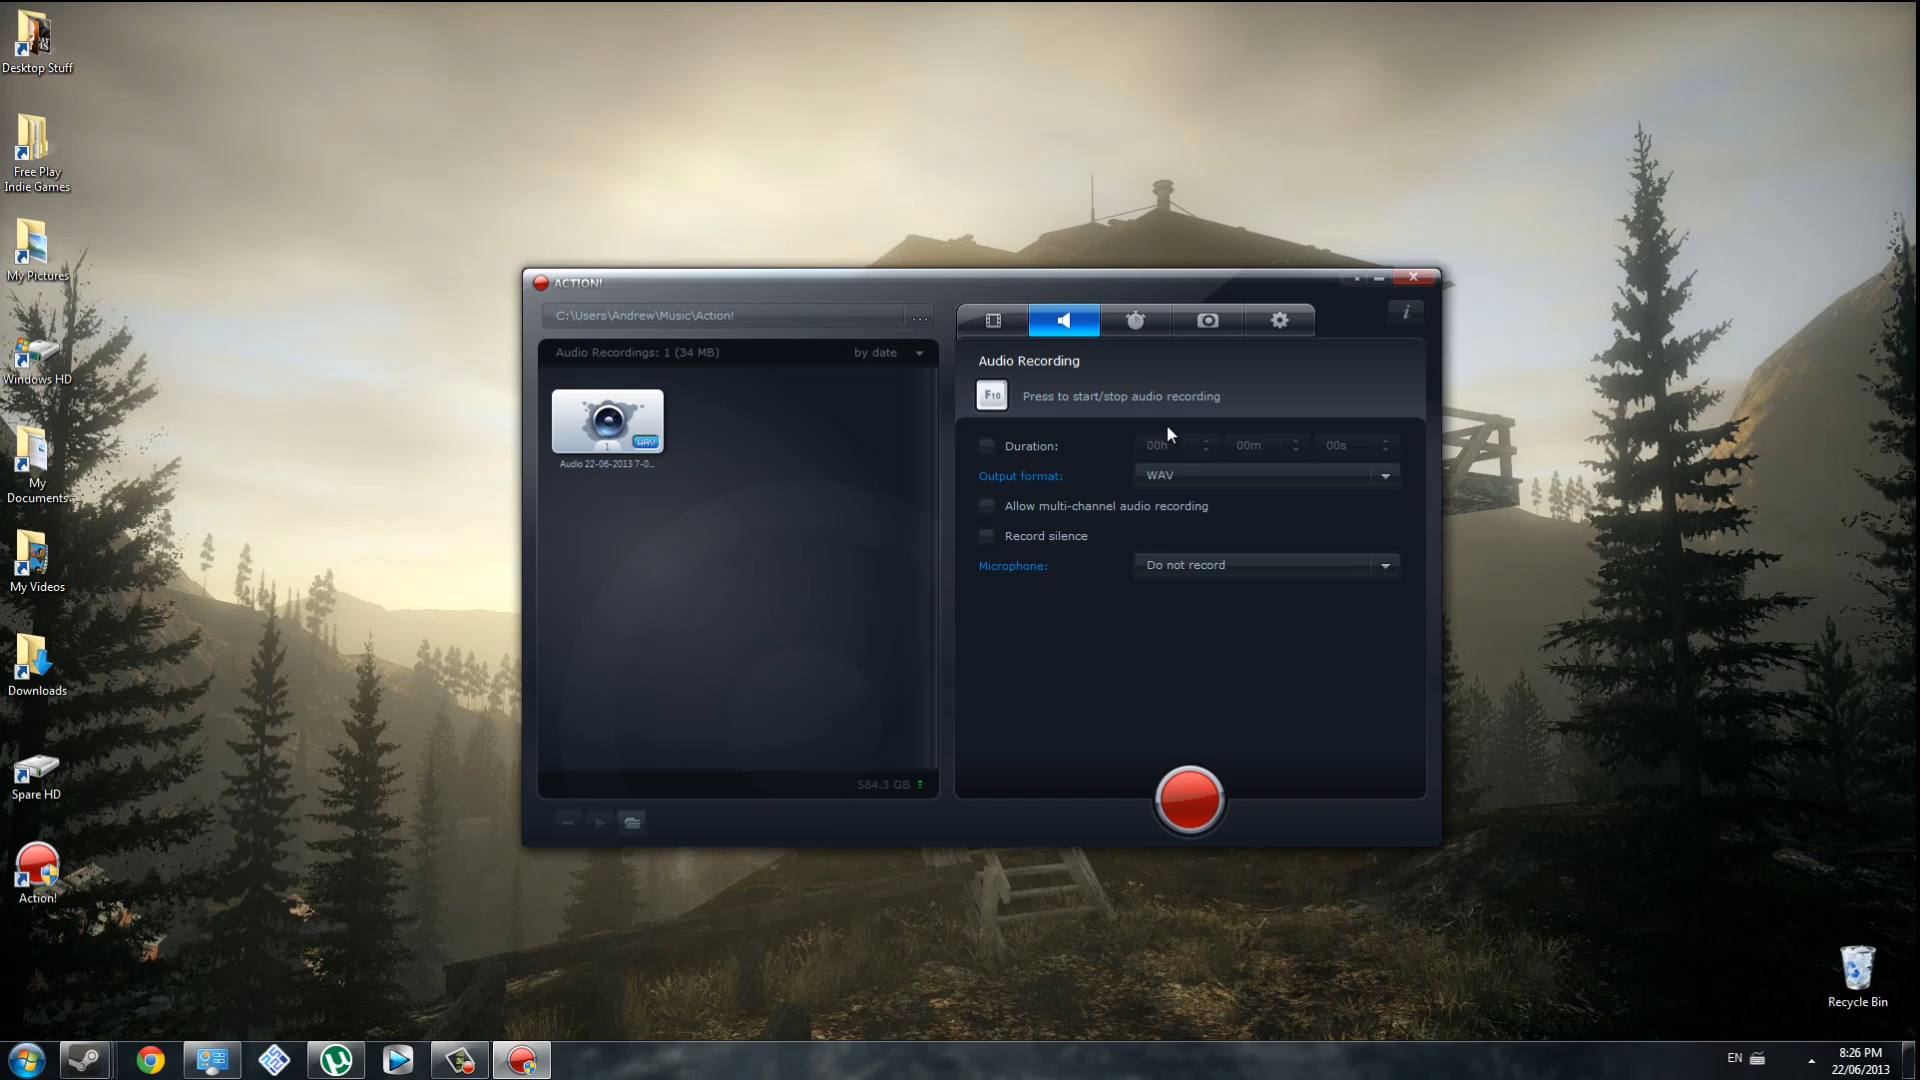 Desktop Stuff
Free Play
Indie Games
My Pictures
Windows HD
My
Documents
My Videos
Downloads
Spare HD
Action!
ACTION!
C:\Users\Andrew\Music\Action!
...
Audio Recordings: 1 (34 MB)
by date
1
WAV
Audio 22-06-2013 7-0...
584.3 GB
i
Audio Recording
F10
Press to start/stop audio recording
Duration:
00h
00m
00s
Output format:
WAV
Allow multi-channel audio recording
Record silence
Microphone:
Do not record
Recycle Bin
EN
8:26 PM
22/06/2013